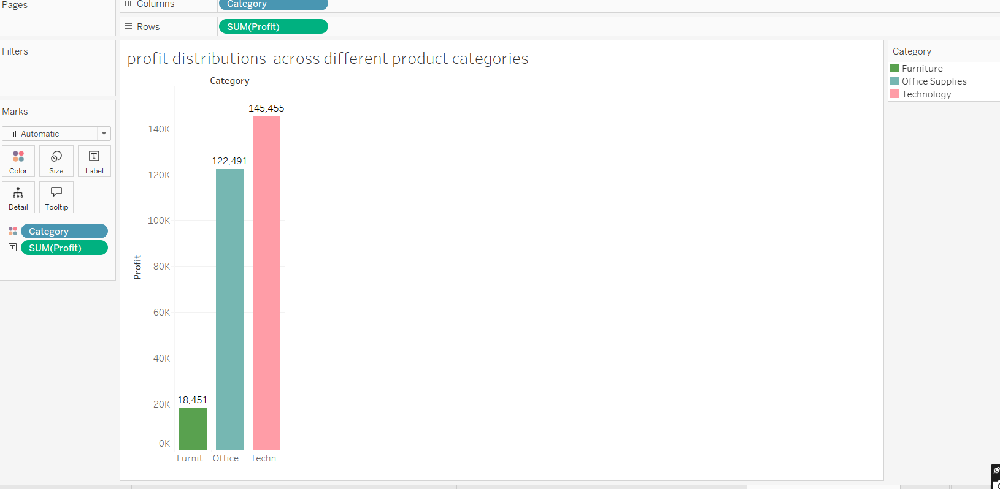 Pages
Columns
Category
Rows
SUM(Profit)
Filters
Marks
Automatic
Color
Size
Label
Detail
Tooltip
Category
SUM(Profit)
profit distributions  across different product categories
Category
145,455
140K
122,491
120K
100K
80K
Profit
60K
40K
18,451
20K
0K
Furnit..
Office ..
Techn..
Category
Furniture
Office Supplies
Technology